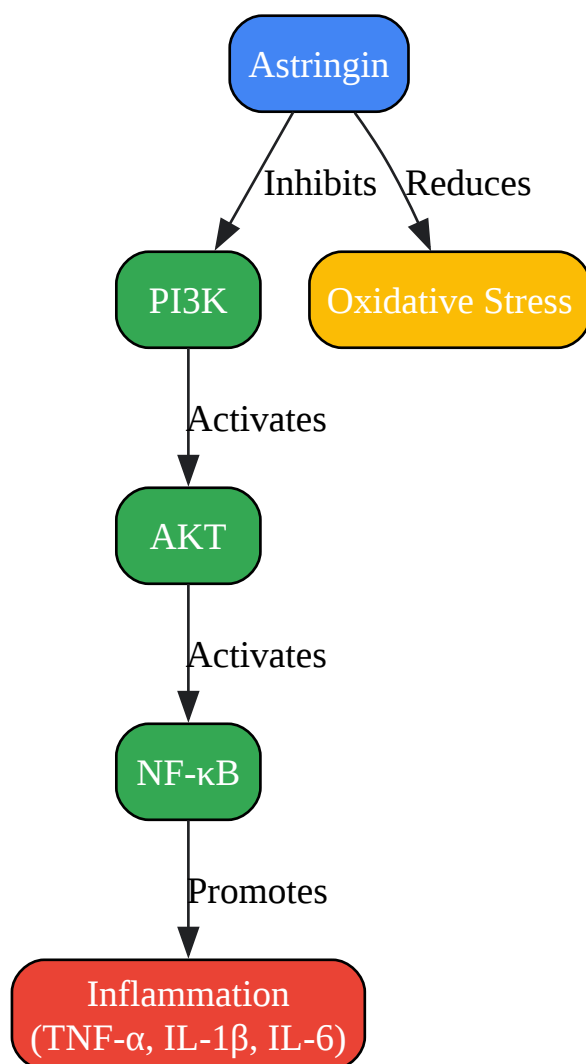 Astringin
Inhibits
Reduces
PI3K
Oxidative Stress
Activates
AKT
Activates
NF-κB
Promotes
Inflammation
(TNF-α, IL-1β, IL-6)